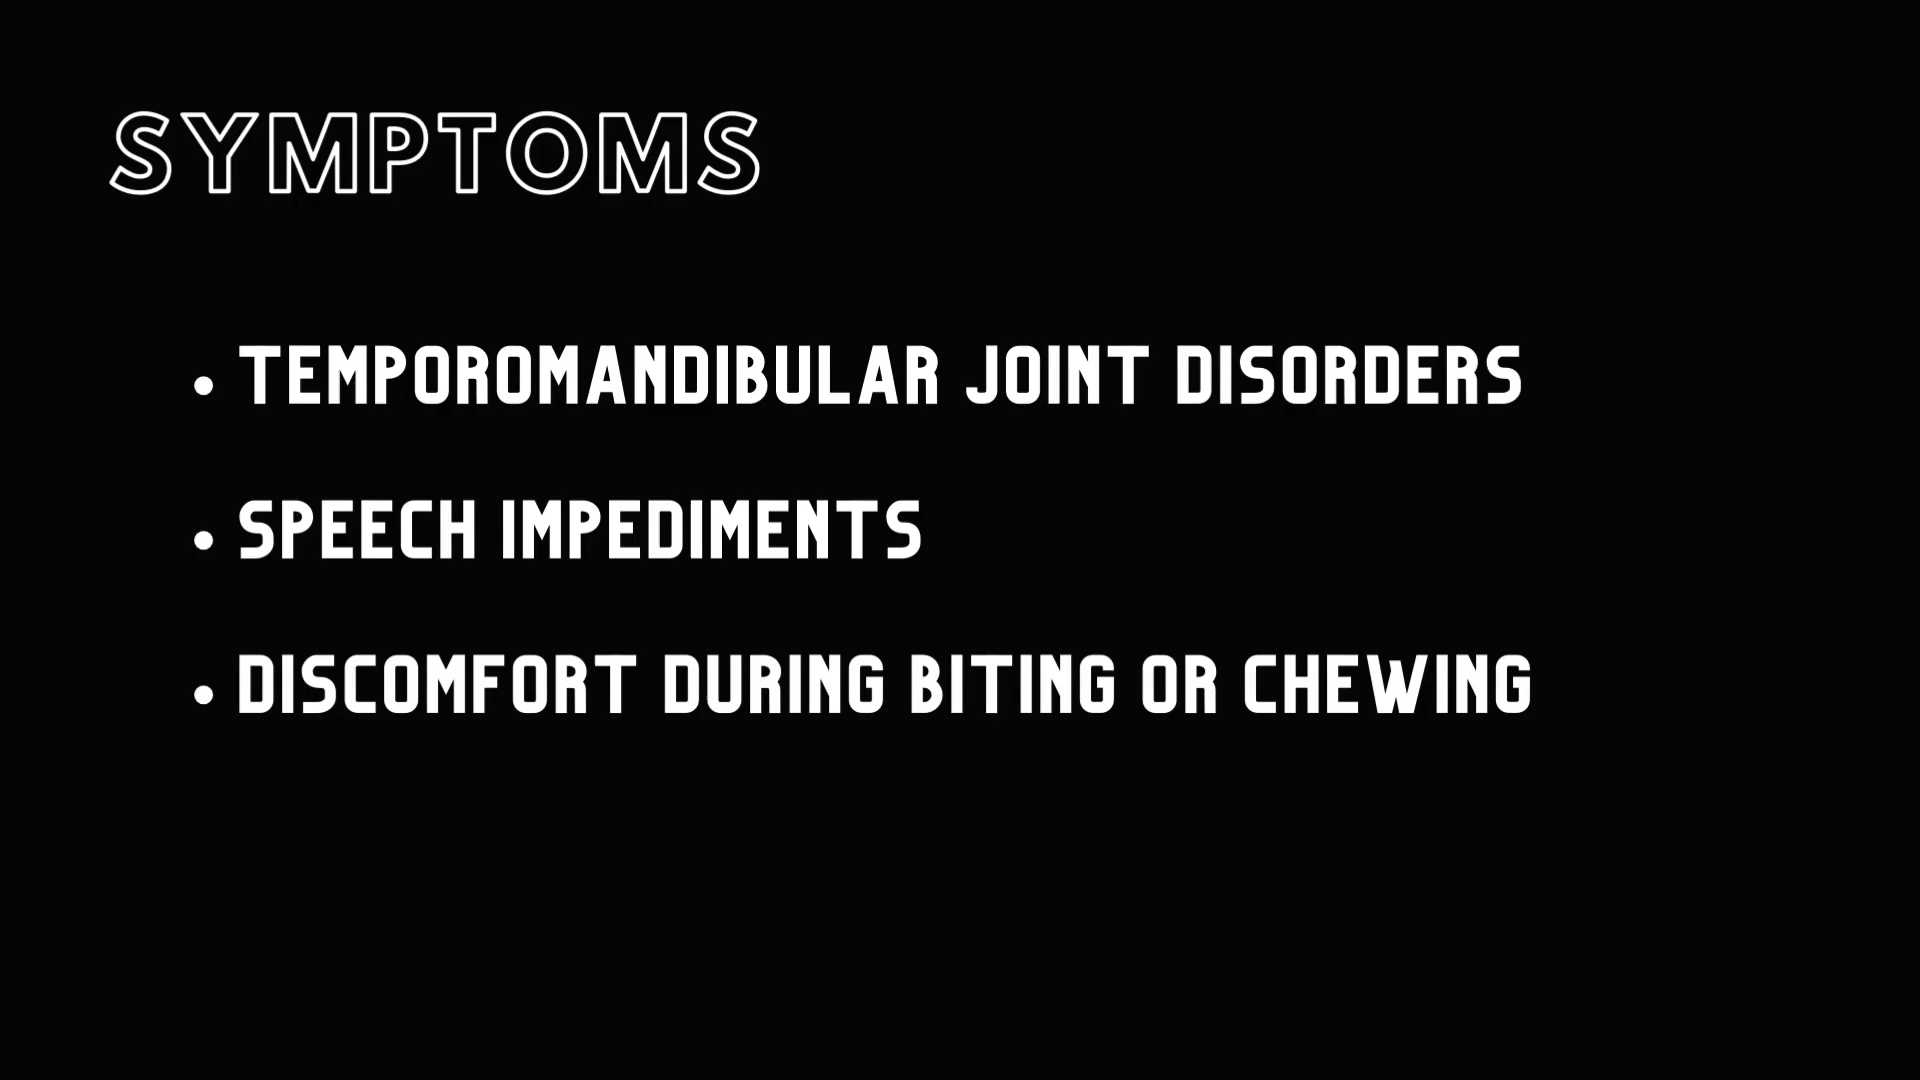 SYMPTOMS
• TEMPOROMANDIBULAR JOINT DISORDERS
• SPEECH IMPEDIMENTS
• DISCOMFORT DURING BITING OR CHEWING